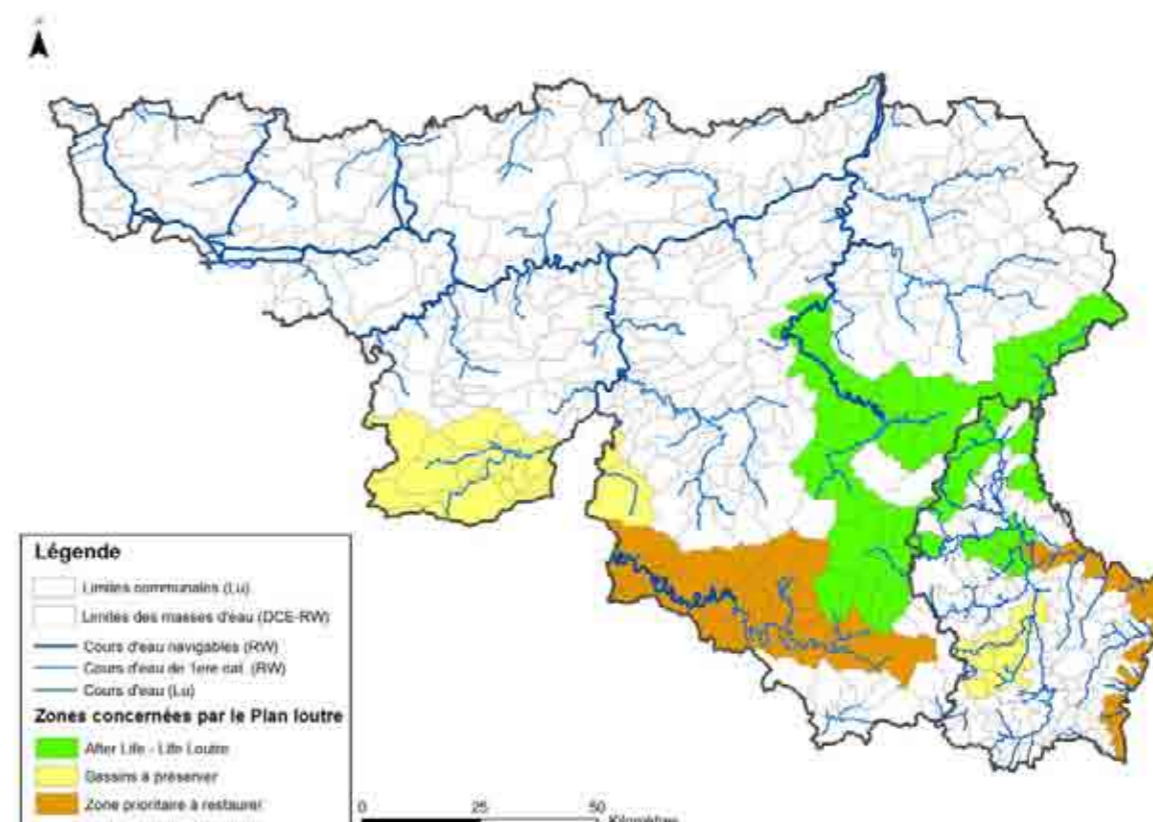 Légende
Limites communales (Lu)
Limites des masses d'eau (DCE-RW)
Cours d'eau navigables (RW)
Cours d'eau de 1ere cat. (RW)
Cours d'eau (Lu)
Zones concernées par le Plan loutre
After Life - Life Loutre
Bassins à préserver
Zone prioritaire à restaurer
0 25 50
Kilomètres